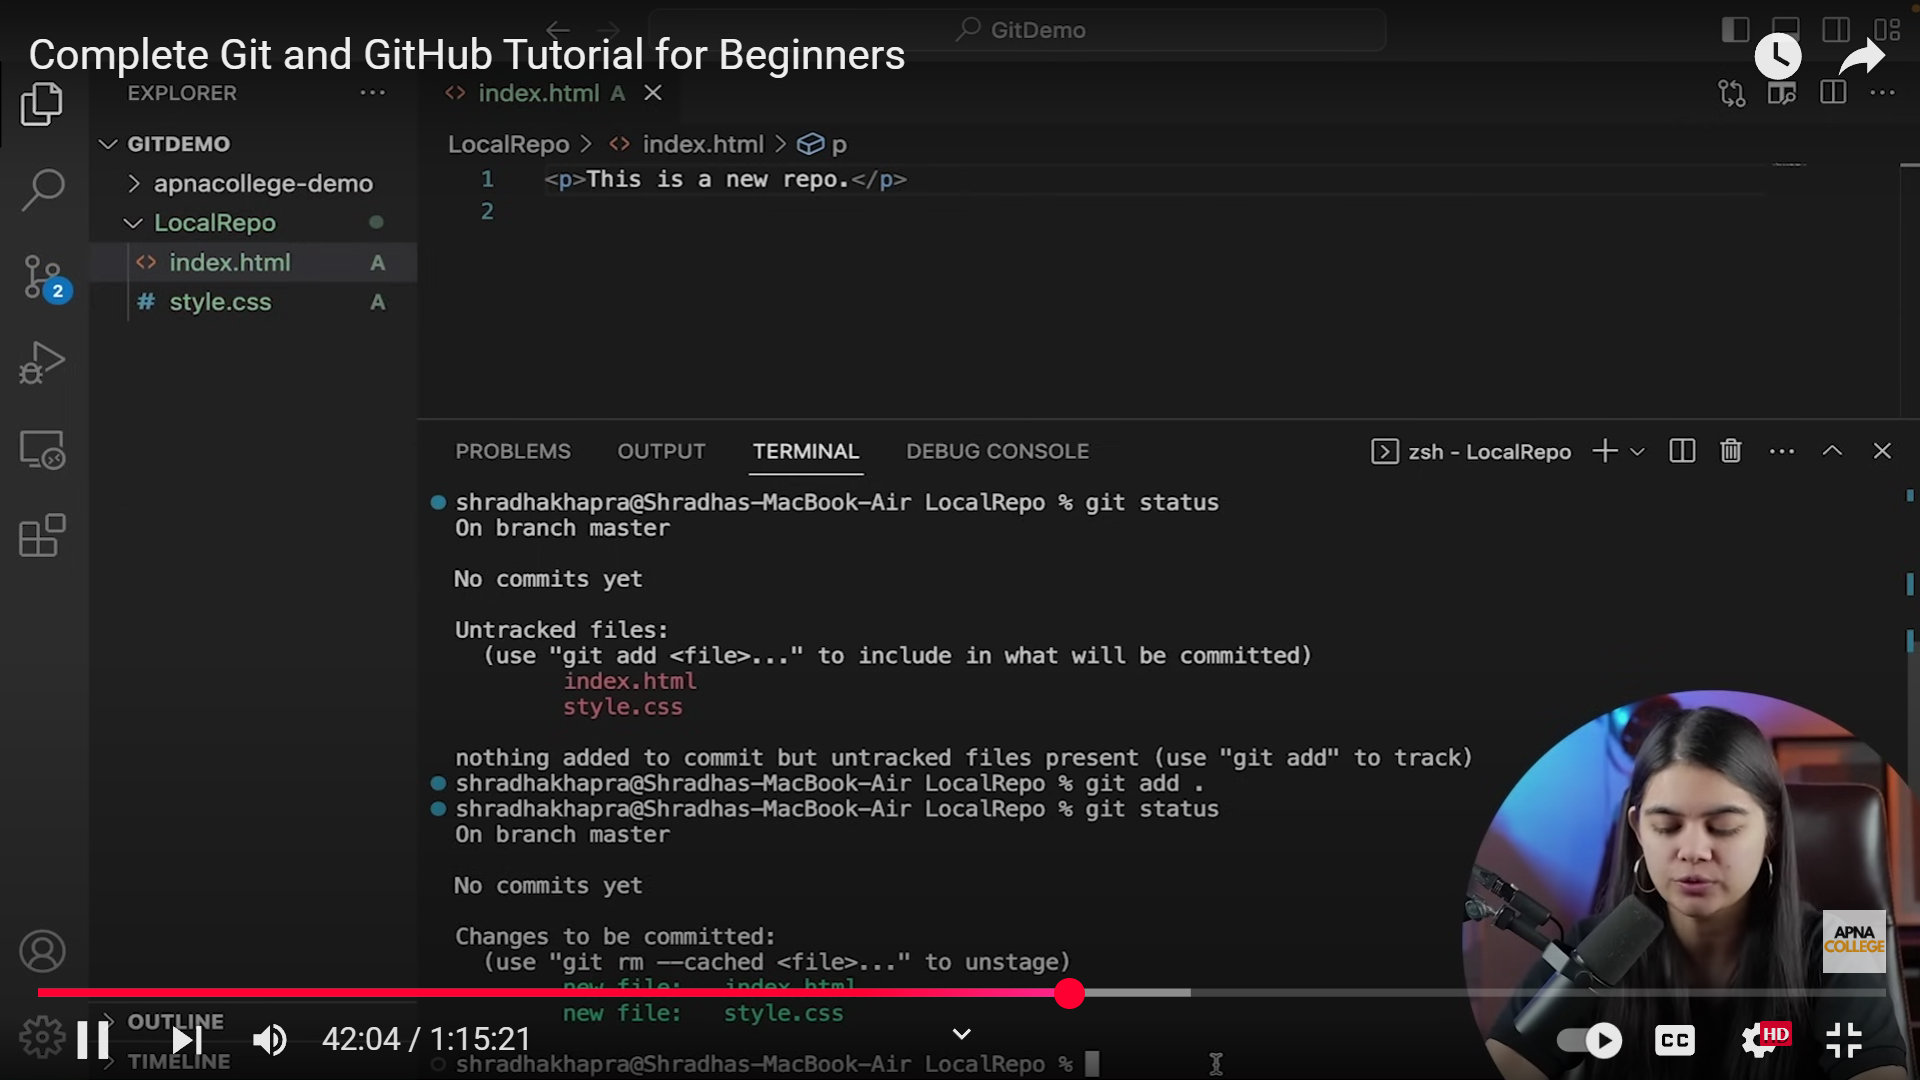 GitDemo
Complete Git and GitHub Tutorial for Beginners
EXPLORER
index.html A
GITDEMO
LocalRepo > index.html > p
apnacollege-demo
1 <p>This is a new repo.</p>
LocalRepo
2
index.html A
2
style.css A
PROBLEMS OUTPUT TERMINAL DEBUG CONSOLE zsh - LocalRepo
shradhakhapra@Shradhas-MacBook-Air LocalRepo % git status
On branch master
No commits yet
Untracked files:
(use "git add <file>..." to include in what will be committed)
index.html
style.css
nothing added to commit but untracked files present (use "git add" to track)
shradhakhapra@Shradhas-MacBook-Air LocalRepo % git add .
shradhakhapra@Shradhas-MacBook-Air LocalRepo % git status
On branch master
No commits yet
Changes to be committed:
(use "git rm --cached <file>..." to unstage)
new file: index.html
new file: style.css
APNA
COLLEGE
OUTLINE
42:04 / 1:15:21
CC
HD
TIMELINE
shradhakhapra@Shradhas-MacBook-Air LocalRepo %